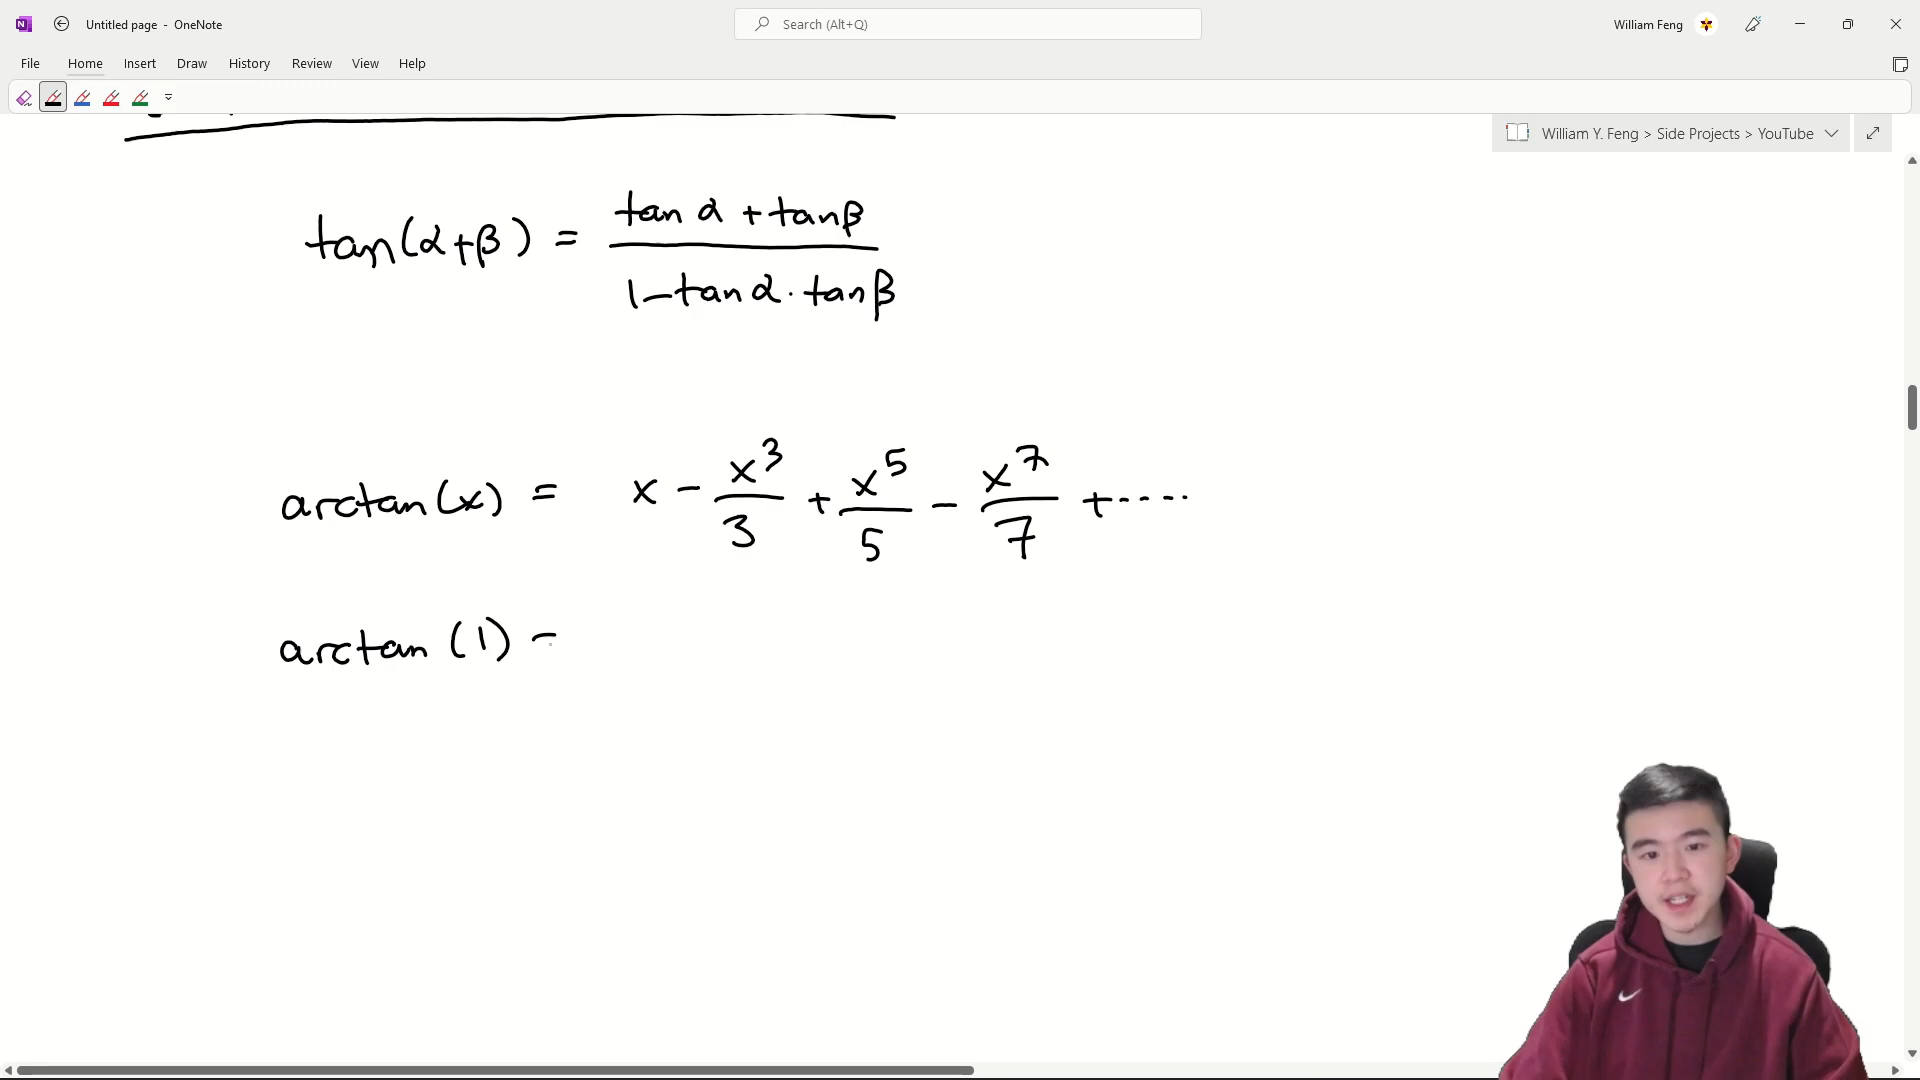 Untitled page - OneNote
Search (Alt+Q)
William Feng
File Home Insert Draw History Review View Help
William Y. Feng > Side Projects > YouTube
tan(α+β) = (tan α + tan β) / (1 - tan α · tan β)
arctan(x) = x - x³/3 + x⁵/5 - x⁷/7 + ·····
arctan (1) =